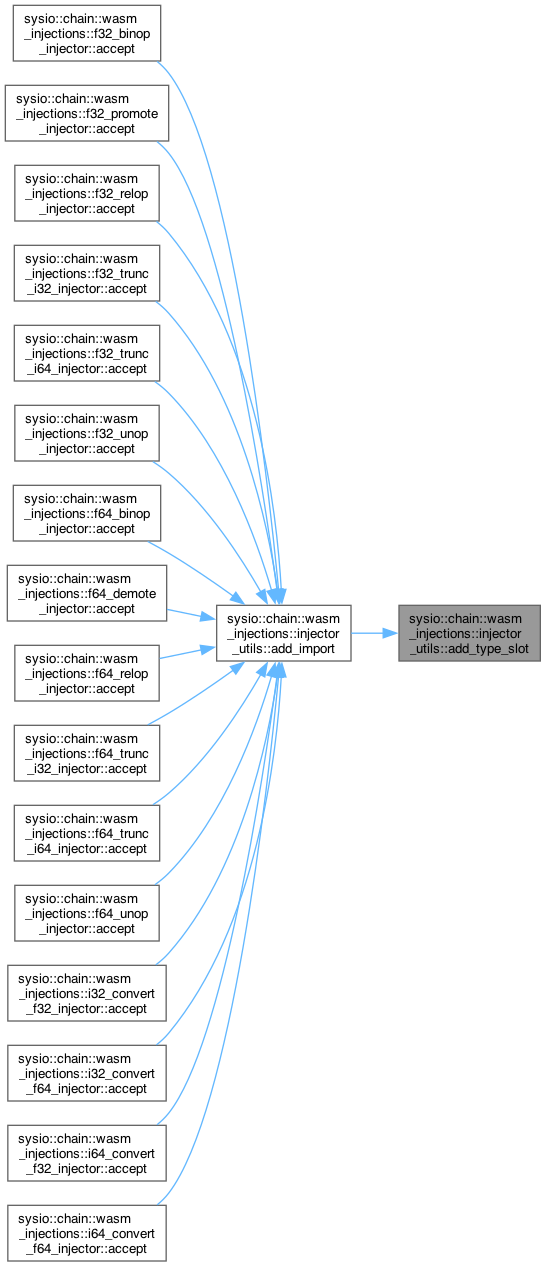 sysio::chain::wasm
_injections::f32_binop
_injector::accept
sysio::chain::wasm
_injections::f32_promote
_injector::accept
sysio::chain::wasm
_injections::f32_relop
_injector::accept
sysio::chain::wasm
_injections::f32_trunc
_i32_injector::accept
sysio::chain::wasm
_injections::f32_trunc
_i64_injector::accept
sysio::chain::wasm
_injections::f32_unop
_injector::accept
sysio::chain::wasm
_injections::f64_binop
_injector::accept
sysio::chain::wasm
_injections::f64_demote
_injector::accept
sysio::chain::wasm
_injections::f64_relop
_injector::accept
sysio::chain::wasm
_injections::f64_trunc
_i32_injector::accept
sysio::chain::wasm
_injections::f64_trunc
_i64_injector::accept
sysio::chain::wasm
_injections::f64_unop
_injector::accept
sysio::chain::wasm
_injections::i32_convert
_f32_injector::accept
sysio::chain::wasm
_injections::i32_convert
_f64_injector::accept
sysio::chain::wasm
_injections::i64_convert
_f32_injector::accept
sysio::chain::wasm
_injections::i64_convert
_f64_injector::accept
sysio::chain::wasm
_injections::injector
_utils::add_import
sysio::chain::wasm
_injections::injector
_utils::add_type_slot